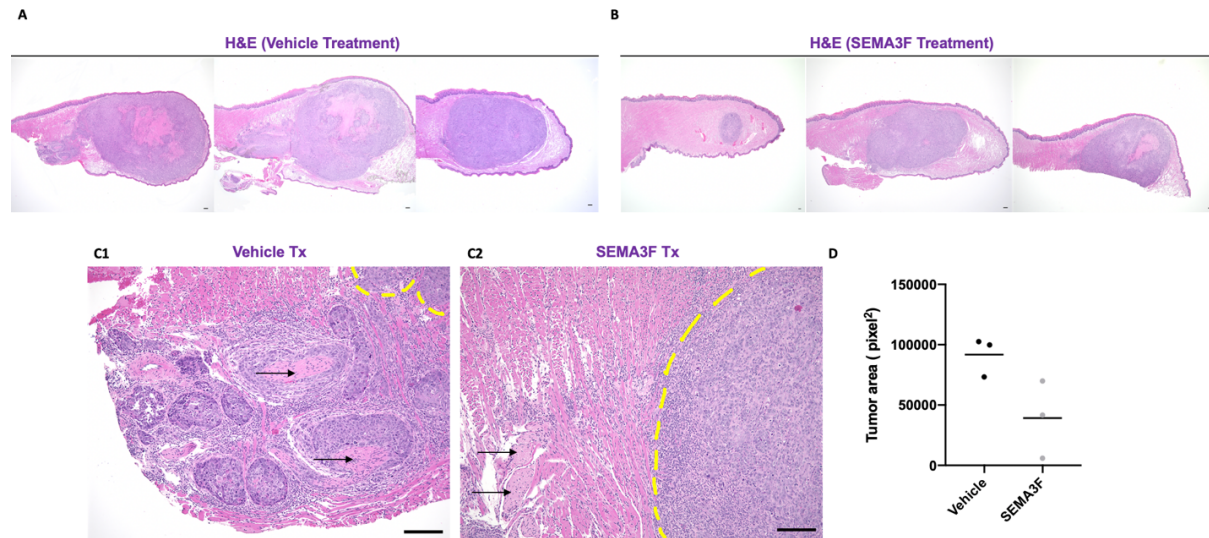 A
H&E (Vehicle Treatment)
B
H&E (SEMA3F Treatment)
C1
Vehicle Tx
C2
SEMA3F Tx
D
150000
100000
50000
0
Tumor area ( pixel²)
Vehicle
SEMA3F